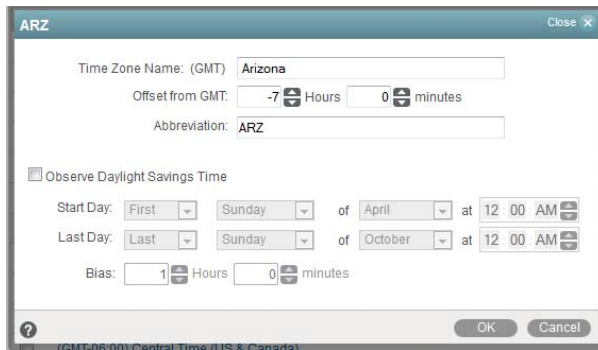 ARZ Close X
Time Zone Name: (GMT) Arizona
Offset from GMT: -7 Hours 0 minutes
Abbreviation: ARZ
Observe Daylight Savings Time
Start Day: First Sunday of April at 12 00 AM
Last Day: Last Sunday of October at 12 00 AM
Bias: 1 Hours 0 minutes
? OK Cancel
(GMT-06:00) Central Time (US & Canada)